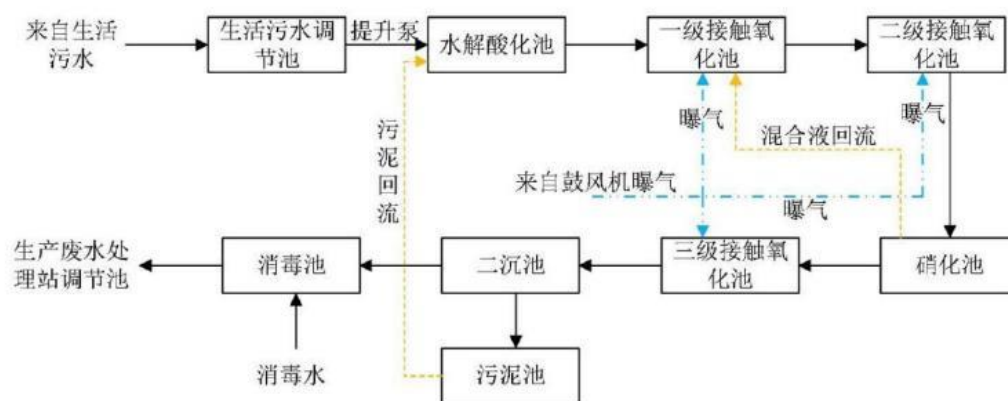 来自生活
污水
生活污水调
节池
提升泵
水解酸化池
一级接触氧
化池
二级接触氧
化池
曝气
曝气
混合液回流
污
泥
回
流
来自鼓风机曝气
曝气
生产废水处
理站调节池
消毒池
二沉池
三级接触氧
化池
硝化池
消毒水
污泥池